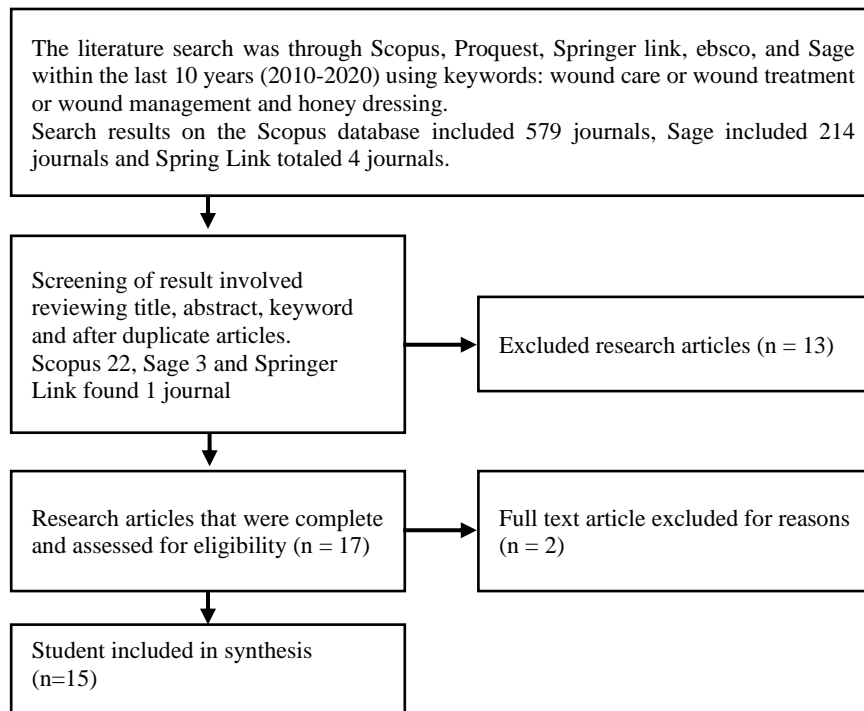 The literature search was through Scopus, Proquest, Springer link, ebsco, and Sage
within the last 10 years (2010-2020) using keywords: wound care or wound treatment
or wound management and honey dressing.
Search results on the Scopus database included 579 journals, Sage included 214
journals and Spring Link totaled 4 journals.
Screening of result involved
reviewing title, abstract, keyword
and after duplicate articles.
Scopus 22, Sage 3 and Springer
Link found 1 journal
Excluded research articles (n = 13)
Research articles that were complete
and assessed for eligibility (n = 17)
Full text article excluded for reasons
(n = 2)
Student included in synthesis
(n=15)